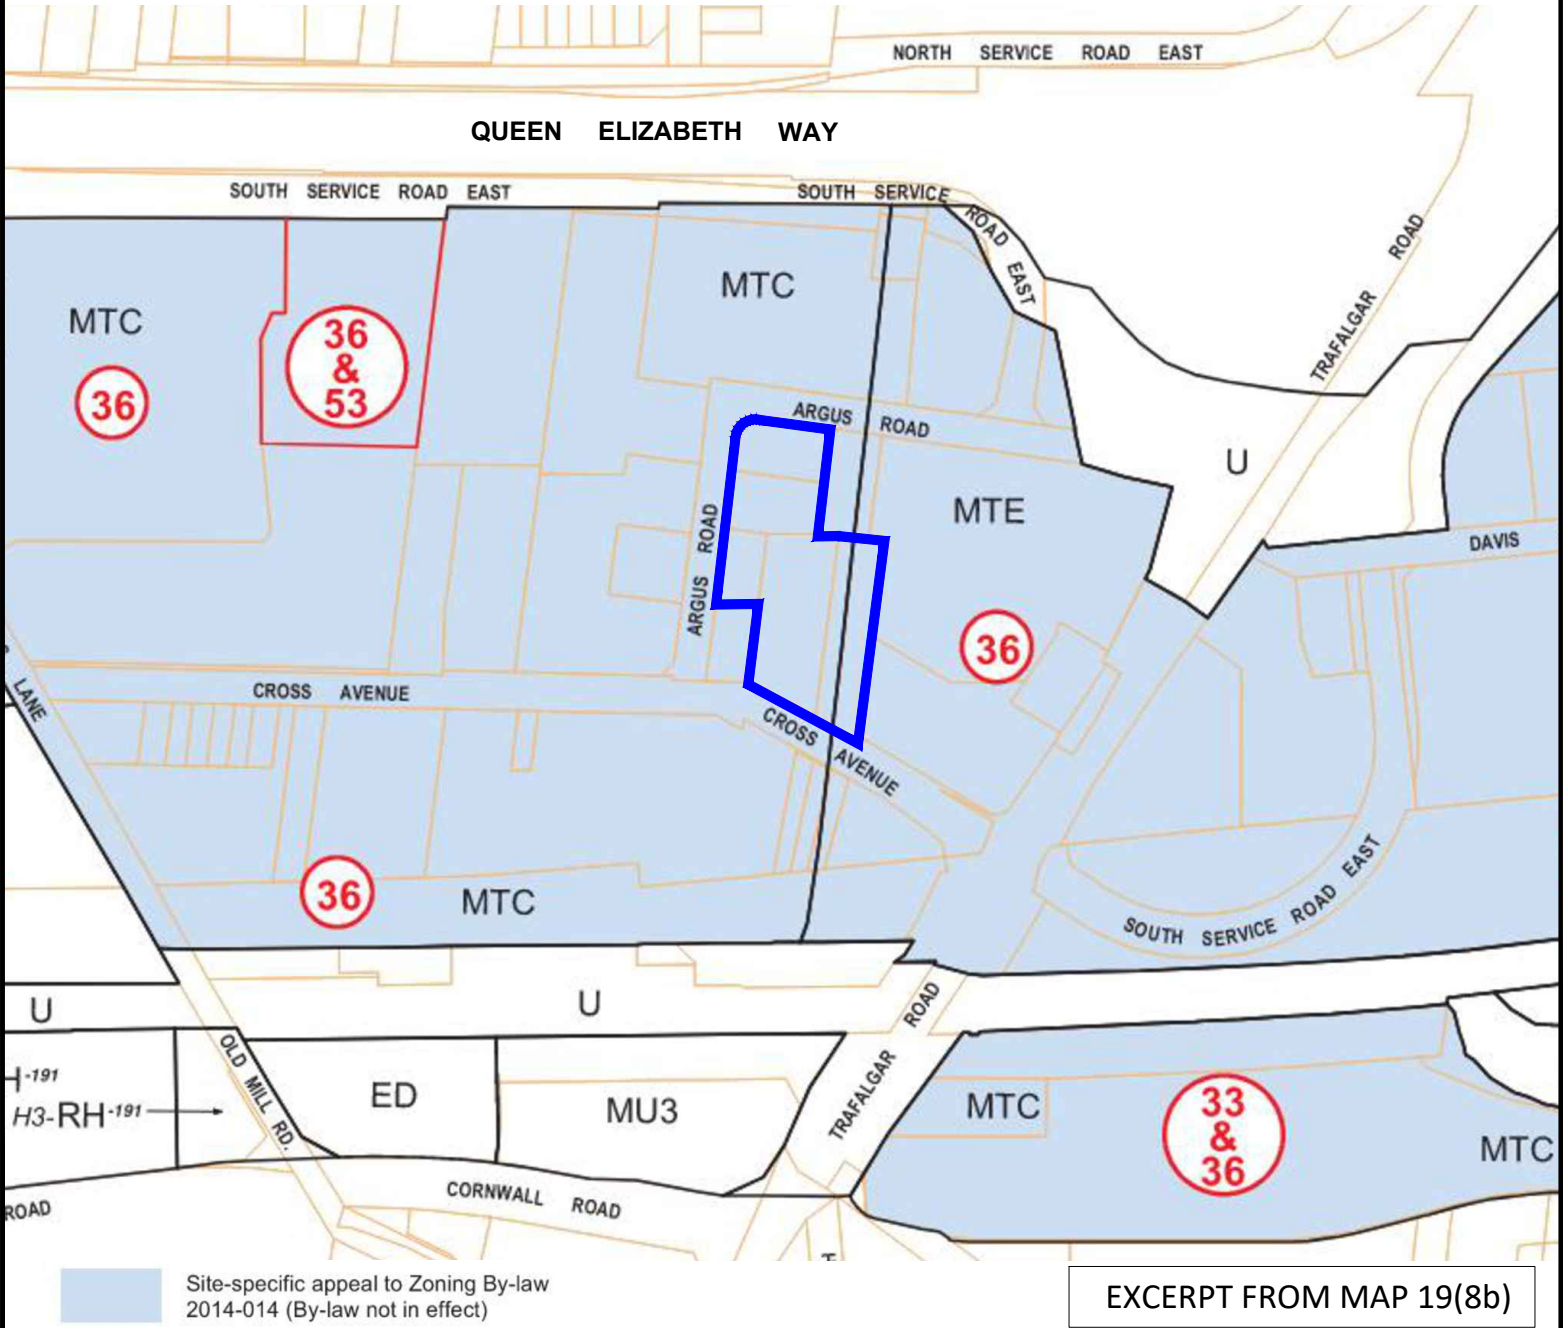 NORTH SERVICE ROAD EAST
QUEEN ELIZABETH WAY
SOUTH SERVICE ROAD EAST
SOUTH SERVICE
ROAD EAST
TRAFALGAR ROAD
MTC
MTC
36
36
&
53
ARGUS ROAD
U
MTE
ARGUS ROAD
DAVIS
36
LANE
CROSS AVENUE
CROSS AVENUE
36
MTC
SOUTH SERVICE ROAD EAST
U
U
TRAFALGAR ROAD
OLD MILL RD.
-191
H3-RH-191
ED
MU3
MTC
33
&
36
MTC
CORNWALL ROAD
ROAD
Site-specific appeal to Zoning By-law
2014-014 (By-law not in effect)
EXCERPT FROM MAP 19(8b)